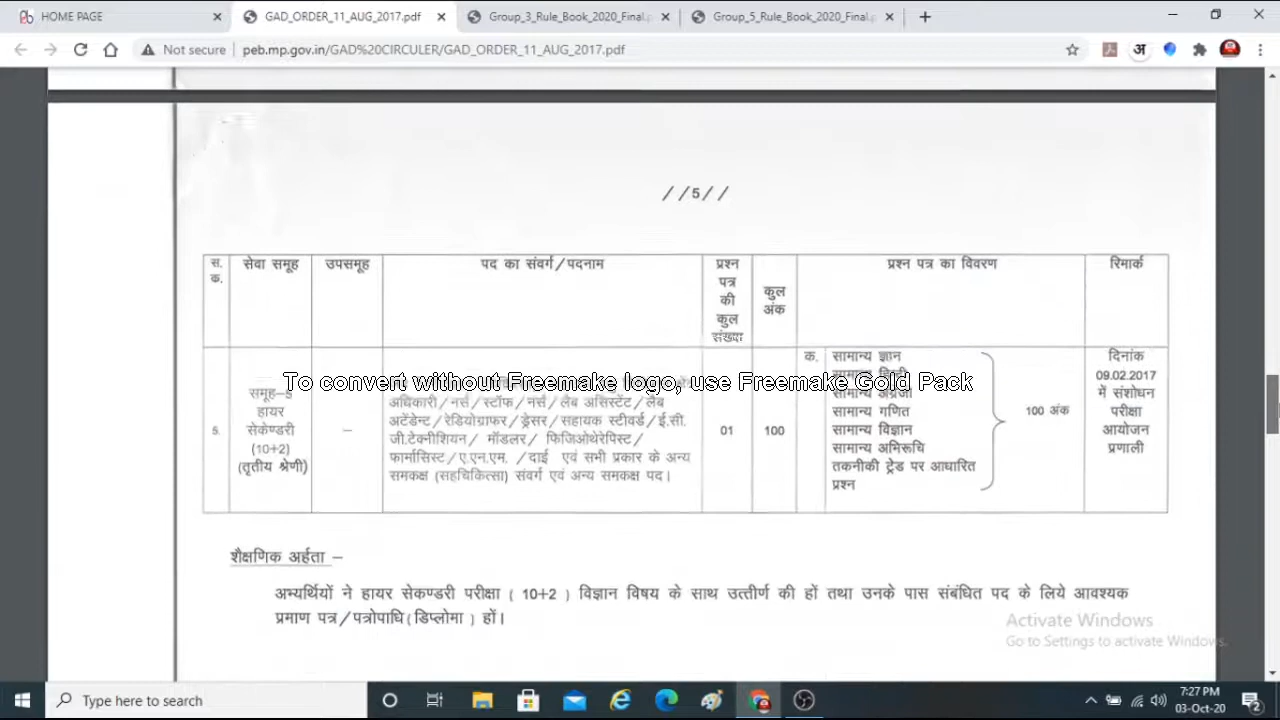 HOME PAGE
GAD_ORDER_11_AUG_2017.pdf
Group_3_Rule_Book_2020_Final.p
Group_5_Rule_Book_2020_Final.p
Not secure
peb.mp.gov.in/GAD%20CIRCULER/GAD_ORDER_11_AUG_2017.pdf
अ
//5//
स. क.
सेवा समूह
उपसमूह
पद का संवर्ग/पदनाम
प्रश्न पत्र की कुल संख्या
कुल अंक
प्रश्न पत्र का विवरण
रिमार्क
5.
समूह–5
हायर
सेकेण्डरी
(10+2)
(तृतीय श्रेणी)
–
अधिकारी/नर्स/स्टॉफ/नर्स/लैब असिस्टेंट/लैब
अटेंडेन्ट/रेडियोग्राफर/ड्रेसर/सहायक स्टीवर्ड/ई.सी.
जी.टेक्नीशियन/ मॉडलर/ फिजिओथेरेपिस्ट/
फार्मासिस्ट/ए.एन.एम. /दाई एवं सभी प्रकार के अन्य
समकक्ष (सहचिकित्सा) संवर्ग एवं अन्य समकक्ष पद।
01
100
क.
सामान्य ज्ञान
सामान्य अंग्रेजी
सामान्य गणित
सामान्य विज्ञान
सामान्य अभिरूचि
तकनीकी ट्रेड पर आधारित
प्रश्न
100 अंक
दिनांक
09.02.2017
में संशोधन
परीक्षा
आयोजन
प्रणाली
To convert without Freemake logo, use Freemake Gold Pack
शैक्षणिक अर्हता –
अभ्यर्थियों ने हायर सेकण्डरी परीक्षा ( 10+2 ) विज्ञान विषय के साथ उत्तीर्ण की हों तथा उनके पास संबंधित पद के लिये आवश्यक
प्रमाण पत्र/पत्रोपाधि(डिप्लोमा ) हों।
Activate Windows
Go to Settings to activate Windows.
Type here to search
7:27 PM
03-Oct-20
2